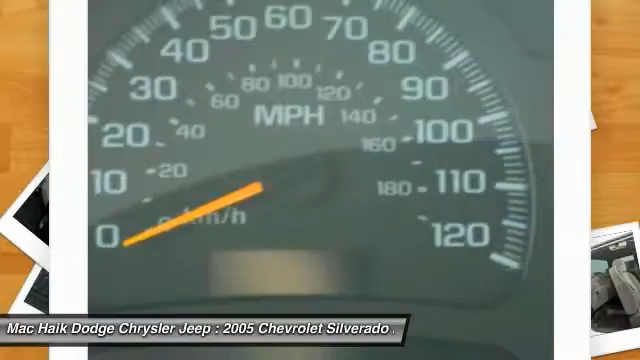 50 60 70
40 80
30 90
60 80 100 120
MPH 140
20 40 100
160
10 20 180 110
0 km/h 120
Mac Haik Dodge Chrysler Jeep : 2005 Chevrolet Silverado .